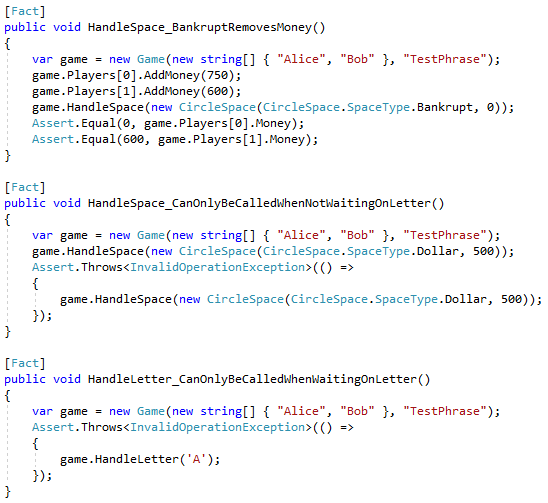 [Fact]
public void HandleSpace_BankruptRemovesMoney()
{
    var game = new Game(new string[] { "Alice", "Bob" }, "TestPhrase");
    game.Players[0].AddMoney(750);
    game.Players[1].AddMoney(600);
    game.HandleSpace(new CircleSpace(CircleSpace.SpaceType.Bankrupt, 0));
    Assert.Equal(0, game.Players[0].Money);
    Assert.Equal(600, game.Players[1].Money);
}

[Fact]
public void HandleSpace_CanOnlyBeCalledWhenNotWaitingOnLetter()
{
    var game = new Game(new string[] { "Alice", "Bob" }, "TestPhrase");
    game.HandleSpace(new CircleSpace(CircleSpace.SpaceType.Dollar, 500));
    Assert.Throws<InvalidOperationException>(() =>
    {
        game.HandleSpace(new CircleSpace(CircleSpace.SpaceType.Dollar, 500));
    });
}

[Fact]
public void HandleLetter_CanOnlyBeCalledWhenWaitingOnLetter()
{
    var game = new Game(new string[] { "Alice", "Bob" }, "TestPhrase");
    Assert.Throws<InvalidOperationException>(() =>
    {
        game.HandleLetter('A');
    });
}